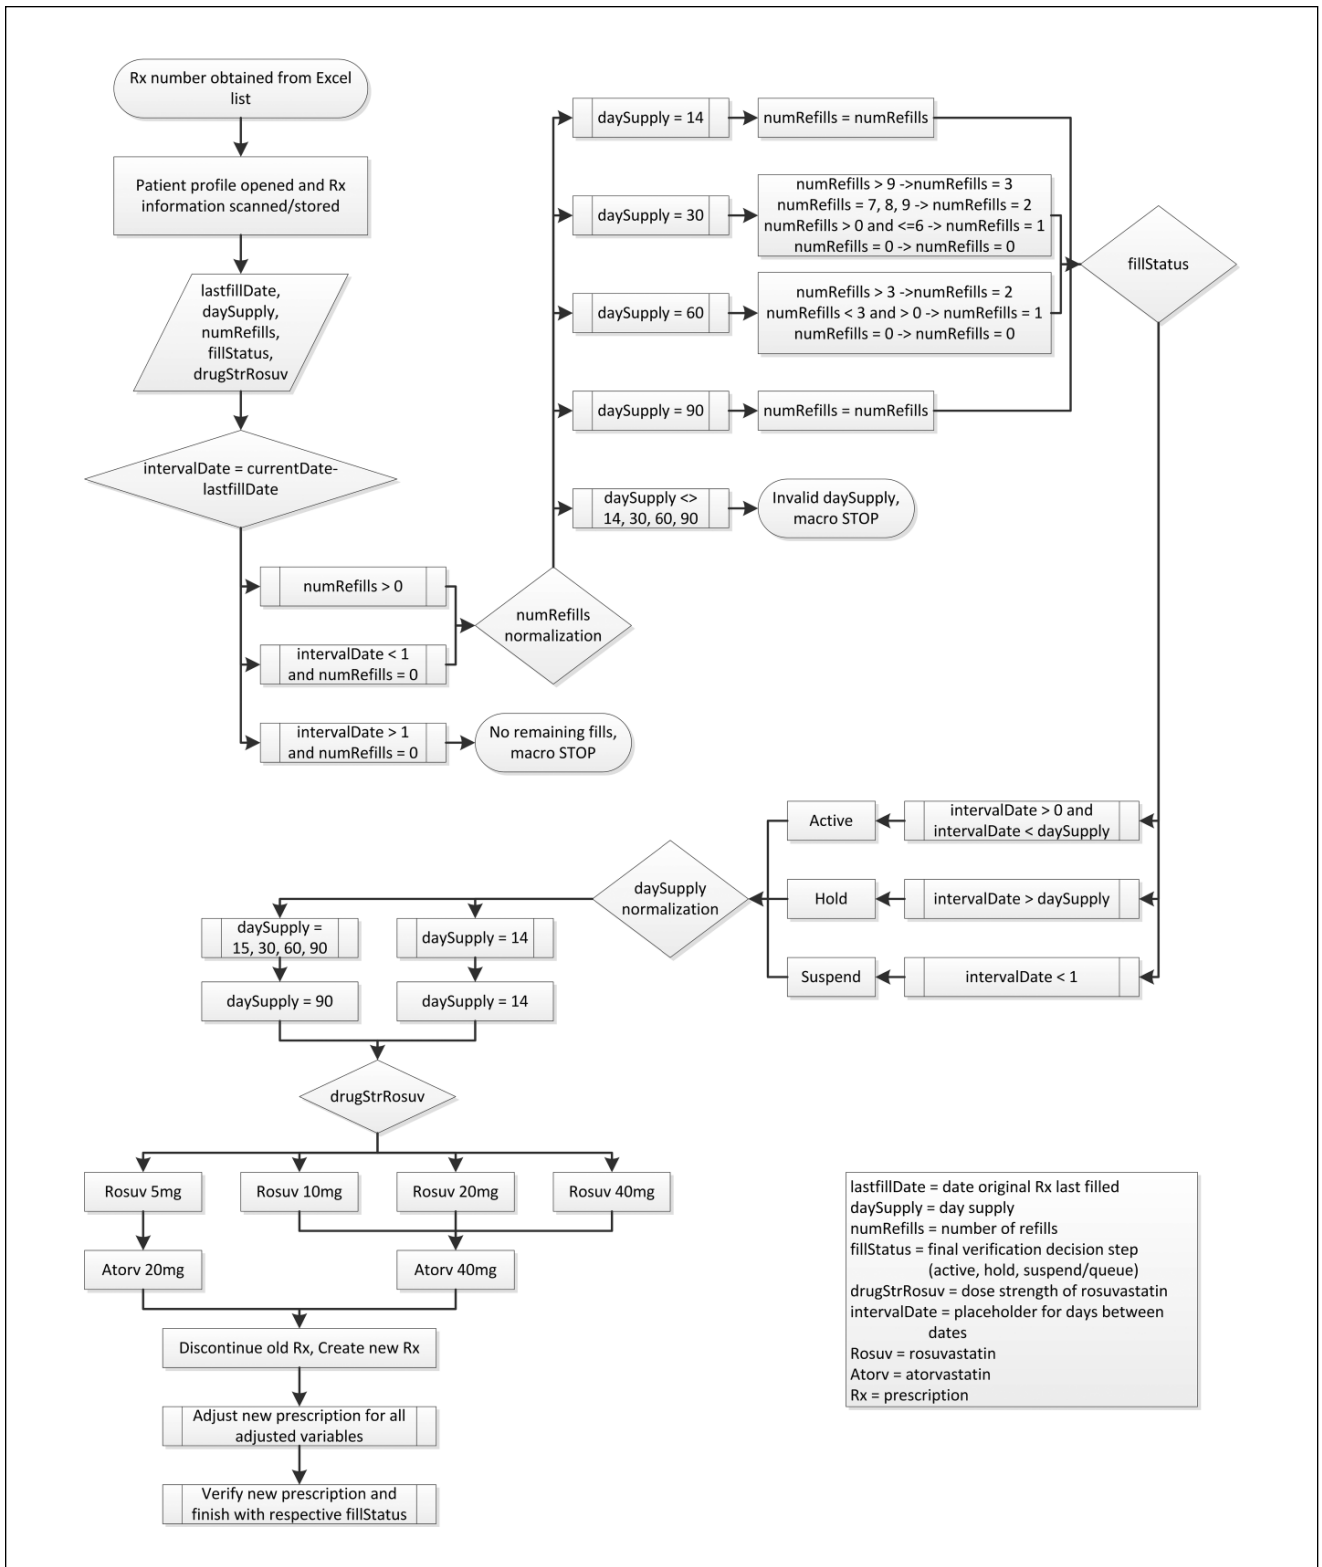 Rx number obtained from Excel
list
Patient profile opened and Rx
information scanned/stored
lastfillDate,
daySupply,
numRefills,
fillStatus,
drugStrRosuv
intervalDate = currentDate-
lastfillDate
numRefills > 0
intervalDate < 1
and numRefills = 0
intervalDate > 1
and numRefills = 0
No remaining fills,
macro STOP
numRefills
normalization
daySupply = 14
numRefills = numRefills
daySupply = 30
numRefills > 9 ->numRefills = 3
numRefills = 7, 8, 9 -> numRefills = 2
numRefills > 0 and <=6 -> numRefills = 1
numRefills = 0 -> numRefills = 0
daySupply = 60
numRefills > 3 ->numRefills = 2
numRefills < 3 and > 0 -> numRefills = 1
numRefills = 0 -> numRefills = 0
daySupply = 90
numRefills = numRefills
daySupply <>
14, 30, 60, 90
Invalid daySupply,
macro STOP
fillStatus
intervalDate > 0 and
intervalDate < daySupply
Active
intervalDate > daySupply
Hold
intervalDate < 1
Suspend
daySupply
normalization
daySupply =
15, 30, 60, 90
daySupply = 14
daySupply = 90
daySupply = 14
drugStrRosuv
Rosuv 5mg
Rosuv 10mg
Rosuv 20mg
Rosuv 40mg
Atorv 20mg
Atorv 40mg
Discontinue old Rx, Create new Rx
Adjust new prescription for all
adjusted variables
Verify new prescription and
finish with respective fillStatus
lastfillDate = date original Rx last filled
daySupply = day supply
numRefills = number of refills
fillStatus = final verification decision step
(active, hold, suspend/queue)
drugStrRosuv = dose strength of rosuvastatin
intervalDate = placeholder for days between
dates
Rosuv = rosuvastatin
Atorv = atorvastatin
Rx = prescription